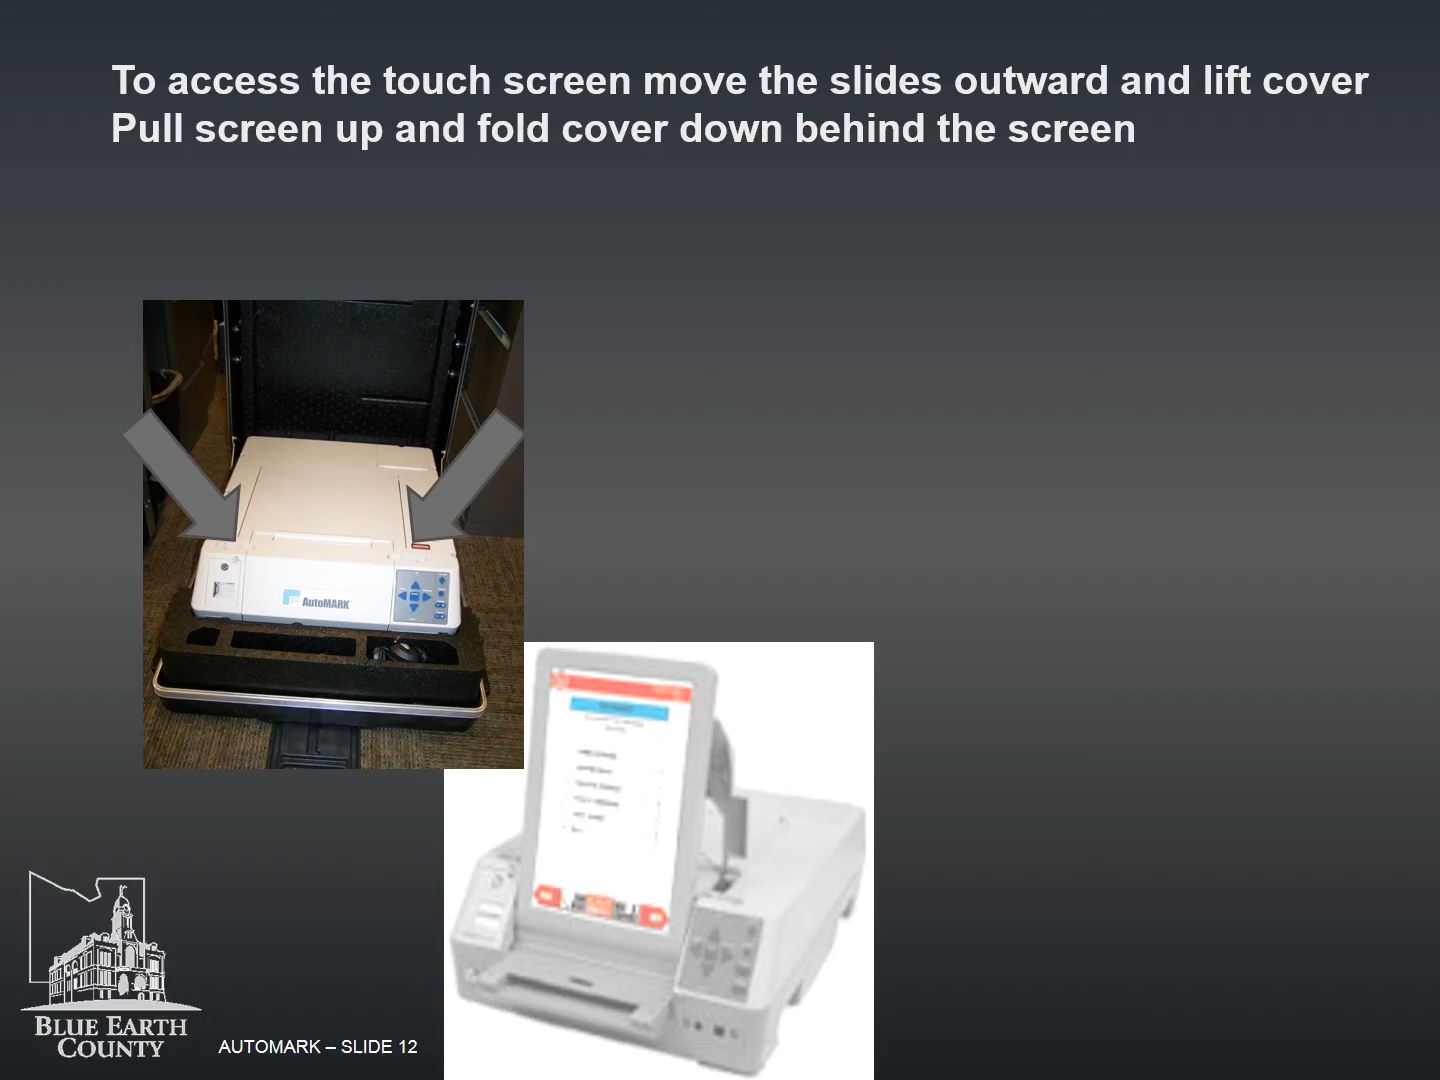 To access the touch screen move the slides outward and lift cover
Pull screen up and fold cover down behind the screen
AutoMARK
BLUE EARTH
COUNTY
AUTOMARK – SLIDE 12